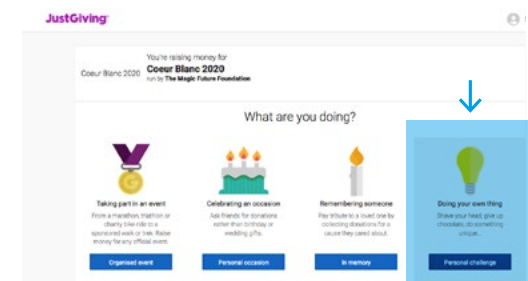 JustGiving
You're raising money for
Coeur Blanc 2020
Coeur Blanc 2020
run by The Magic Future Foundation
What are you doing?
Taking part in an event
From a marathon, triathlon or
charity bike ride to a
sponsored walk or trek. Raise
money for any official event.
Organised event
Celebrating an occasion
Ask friends for donations
rather than birthday or
wedding gifts.
Personal occasion
Remembering someone
Pay tribute to a loved one by
collecting donations for a
cause they cared about.
In memory
Doing your own thing
Shave your head, give up
chocolate, do something
unique...
Personal challenge